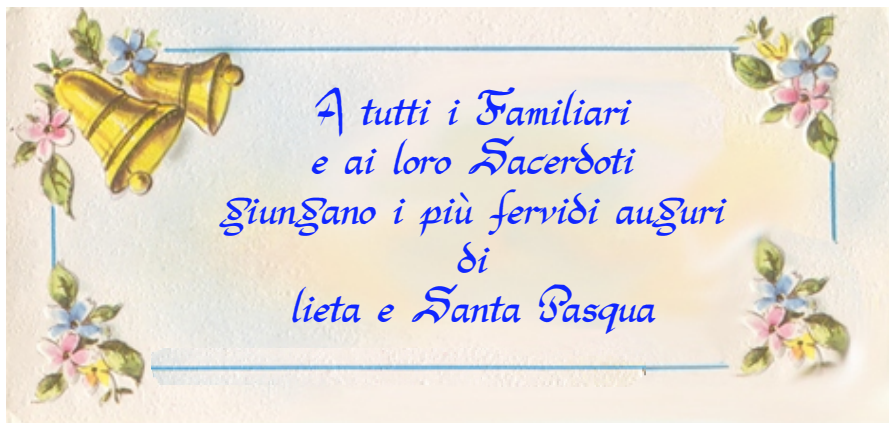 A tutti i Familiari
e ai loro Sacerdoti
giungano i più fervidi auguri
di
lieta e Santa Pasqua